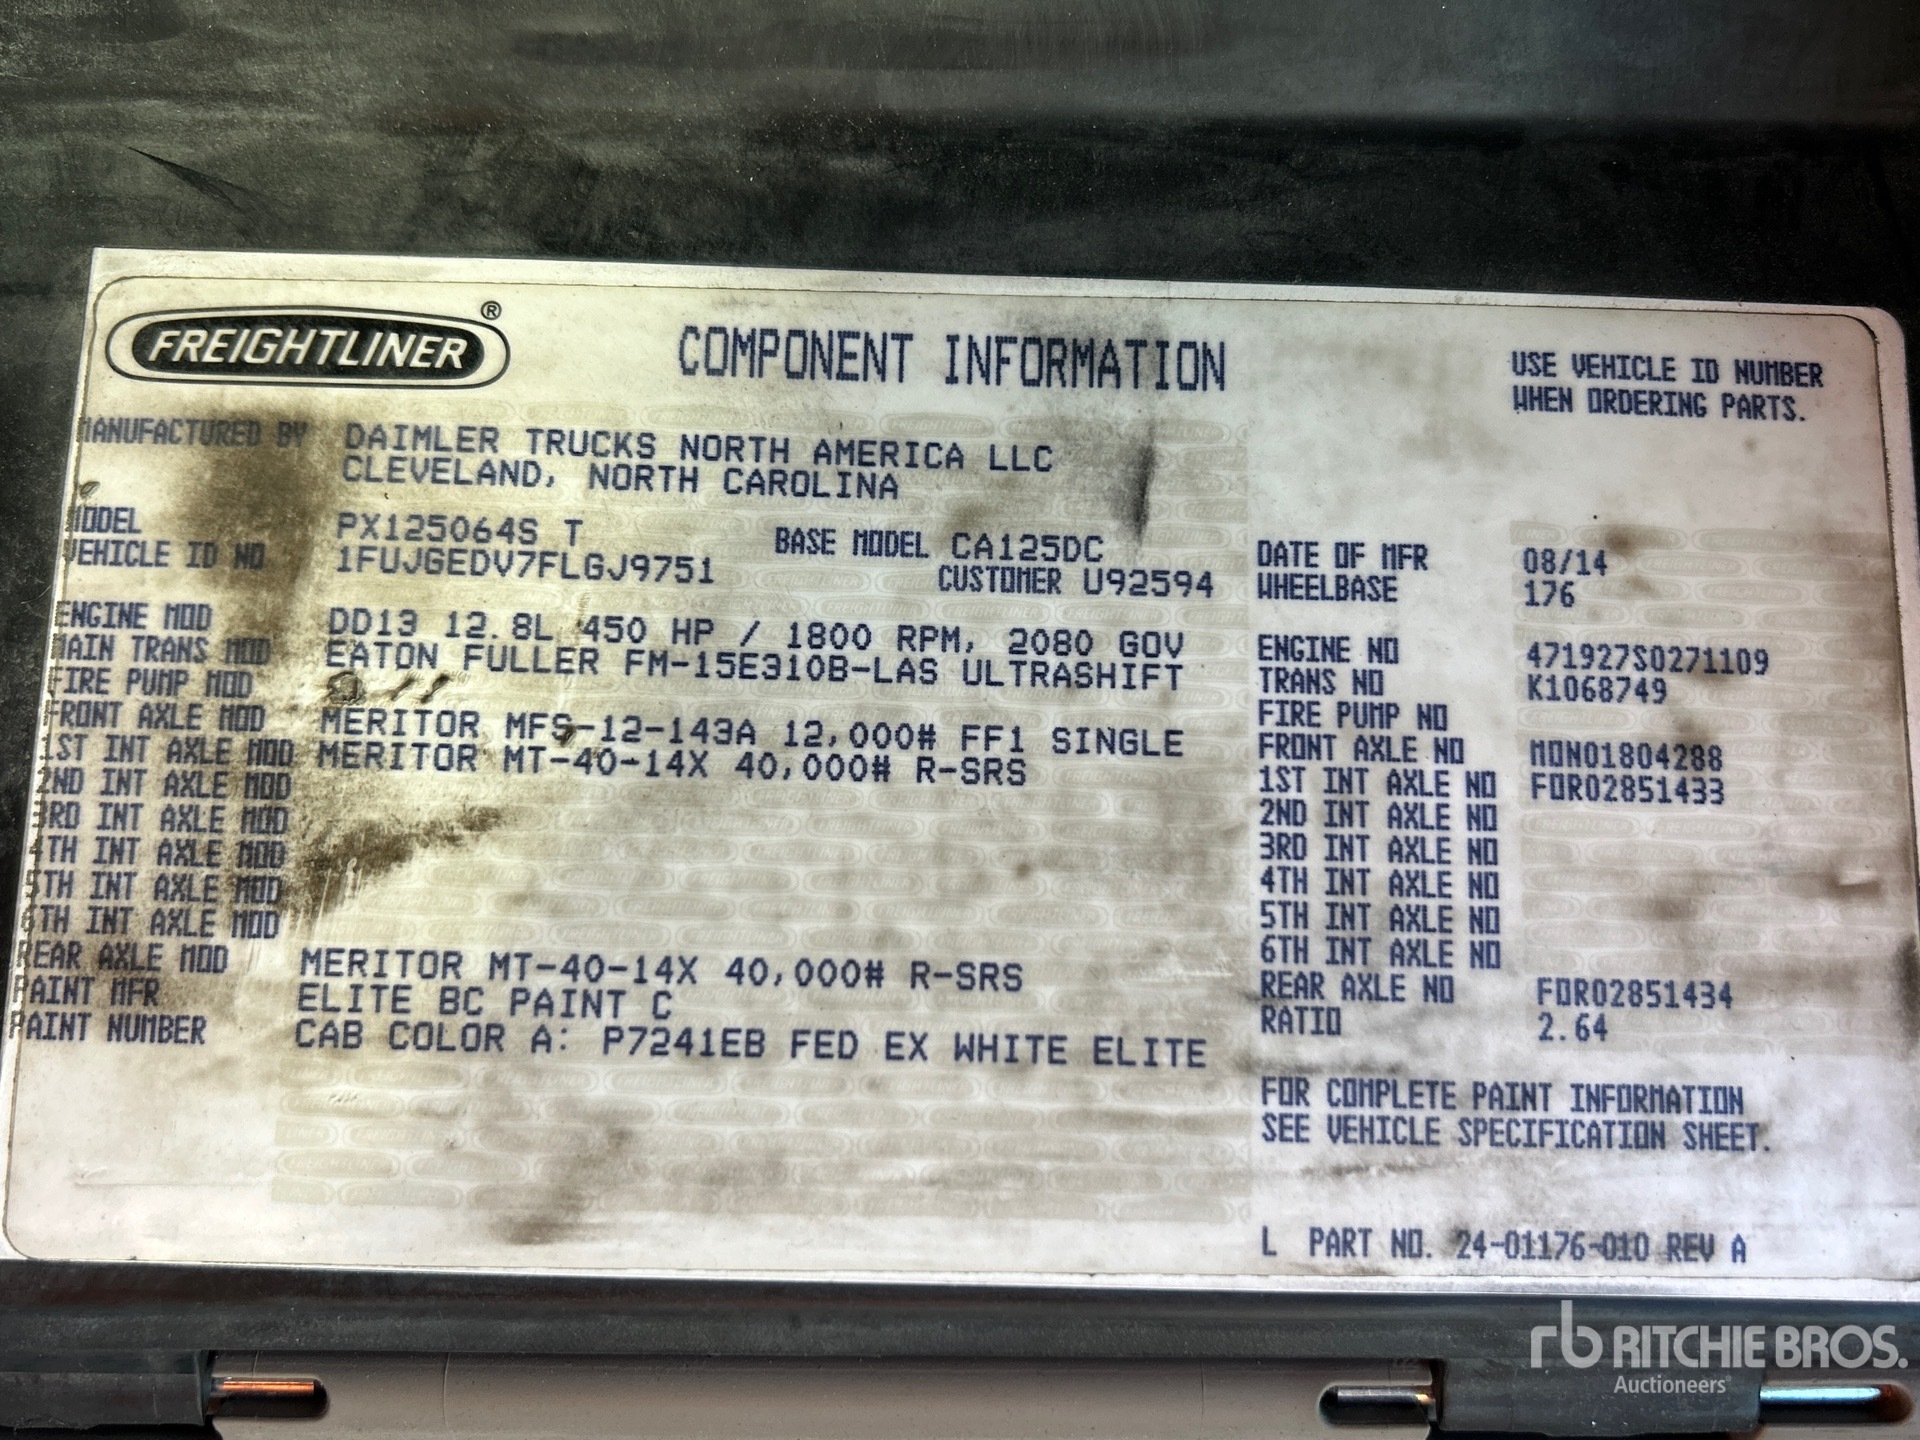 FREIGHTLINER ®
COMPONENT INFORMATION
USE VEHICLE ID NUMBER
WHEN ORDERING PARTS.
MANUFACTURED BY DAIMLER TRUCKS NORTH AMERICA LLC
CLEVELAND, NORTH CAROLINA
MODEL PX125064S T BASE MODEL CA125DC
VEHICLE ID NO 1FUJGEDV7FLGJ9751 CUSTOMER U92594
DATE OF MFR 08/14
WHEELBASE 176
ENGINE MOD DD13 12.8L 450 HP / 1800 RPM, 2080 GOV
MAIN TRANS MOD EATON FULLER FM-15E310B-LAS ULTRASHIFT
FIRE PUMP MOD
FRONT AXLE MOD MERITOR MFS-12-143A 12,000# FF1 SINGLE
1ST INT AXLE MOD MERITOR MT-40-14X 40,000# R-SRS
2ND INT AXLE MOD
3RD INT AXLE MOD
4TH INT AXLE MOD
5TH INT AXLE MOD
6TH INT AXLE MOD
REAR AXLE MOD MERITOR MT-40-14X 40,000# R-SRS
PAINT MFR ELITE BC PAINT C
PAINT NUMBER CAB COLOR A: P7241EB FED EX WHITE ELITE
ENGINE NO 471927S0271109
TRANS NO K1068749
FIRE PUMP NO
FRONT AXLE NO MON01804288
1ST INT AXLE NO FOR02851433
2ND INT AXLE NO
3RD INT AXLE NO
4TH INT AXLE NO
5TH INT AXLE NO
6TH INT AXLE NO
REAR AXLE NO FOR02851434
RATIO 2.64
FOR COMPLETE PAINT INFORMATION
SEE VEHICLE SPECIFICATION SHEET.
L PART NO. 24-01176-010 REV A
rb RITCHIE BROS.
Auctioneers